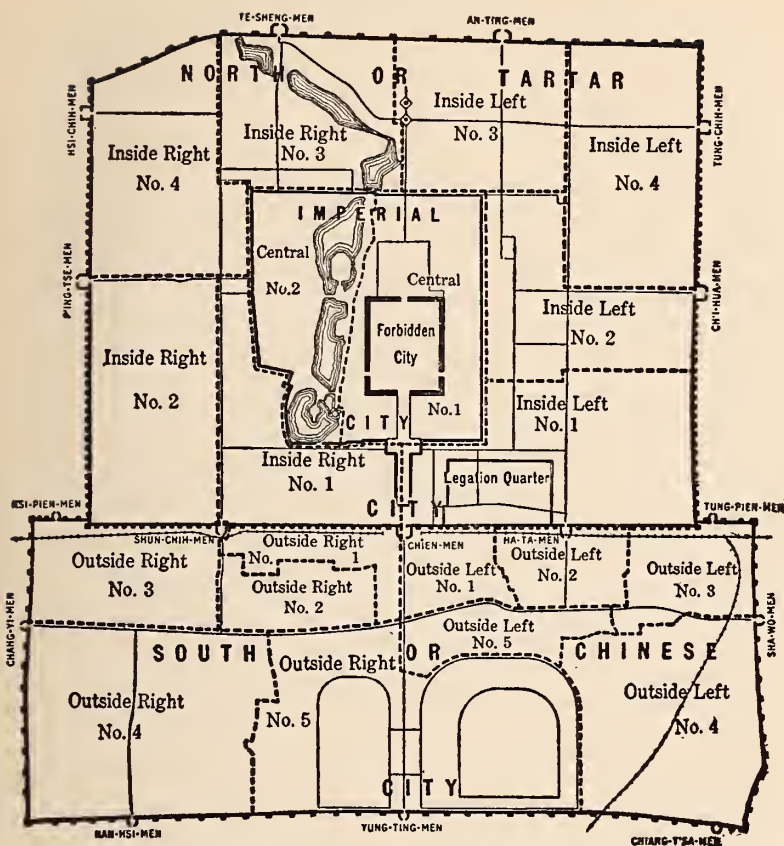 TE-SHENG-MEN
AN-TING-MEN
NORTH OR TARTAR
HSI-CHIH-MEN
TUNG-CHIH-MEN
Inside Right
No. 4
Inside Right
No. 3
Inside Left
No. 3
Inside Left
No. 4
IMPERIAL
Central
No.2
Central
Forbidden
City
No.1
CITY
P'ING-TSE-MEN
CH'I-HUA-MEN
Inside Right
No. 2
Inside Left
No. 2
Inside Left
No. 1
Inside Right
No. 1
Legation Quarter
CITY
HSI-PIEN-MEN
TUNG-PIEN-MEN
SHUN-CHIH-MEN
CHIEN-MEN
HA-TA-MEN
Outside Right
No. 3
Outside Right
No. 1
Outside Right
No. 2
Outside Left
No. 1
Outside Left
No. 2
Outside Left
No. 3
CHANG-YI-MEN
SHA-WO-MEN
SOUTH OR CHINESE
Outside Left
No. 5
Outside Right
No. 5
Outside Right
No. 4
Outside Left
No. 4
CITY
NAN-HSI-MEN
YUNG-TING-MEN
CHIANG-T'SA-MEN